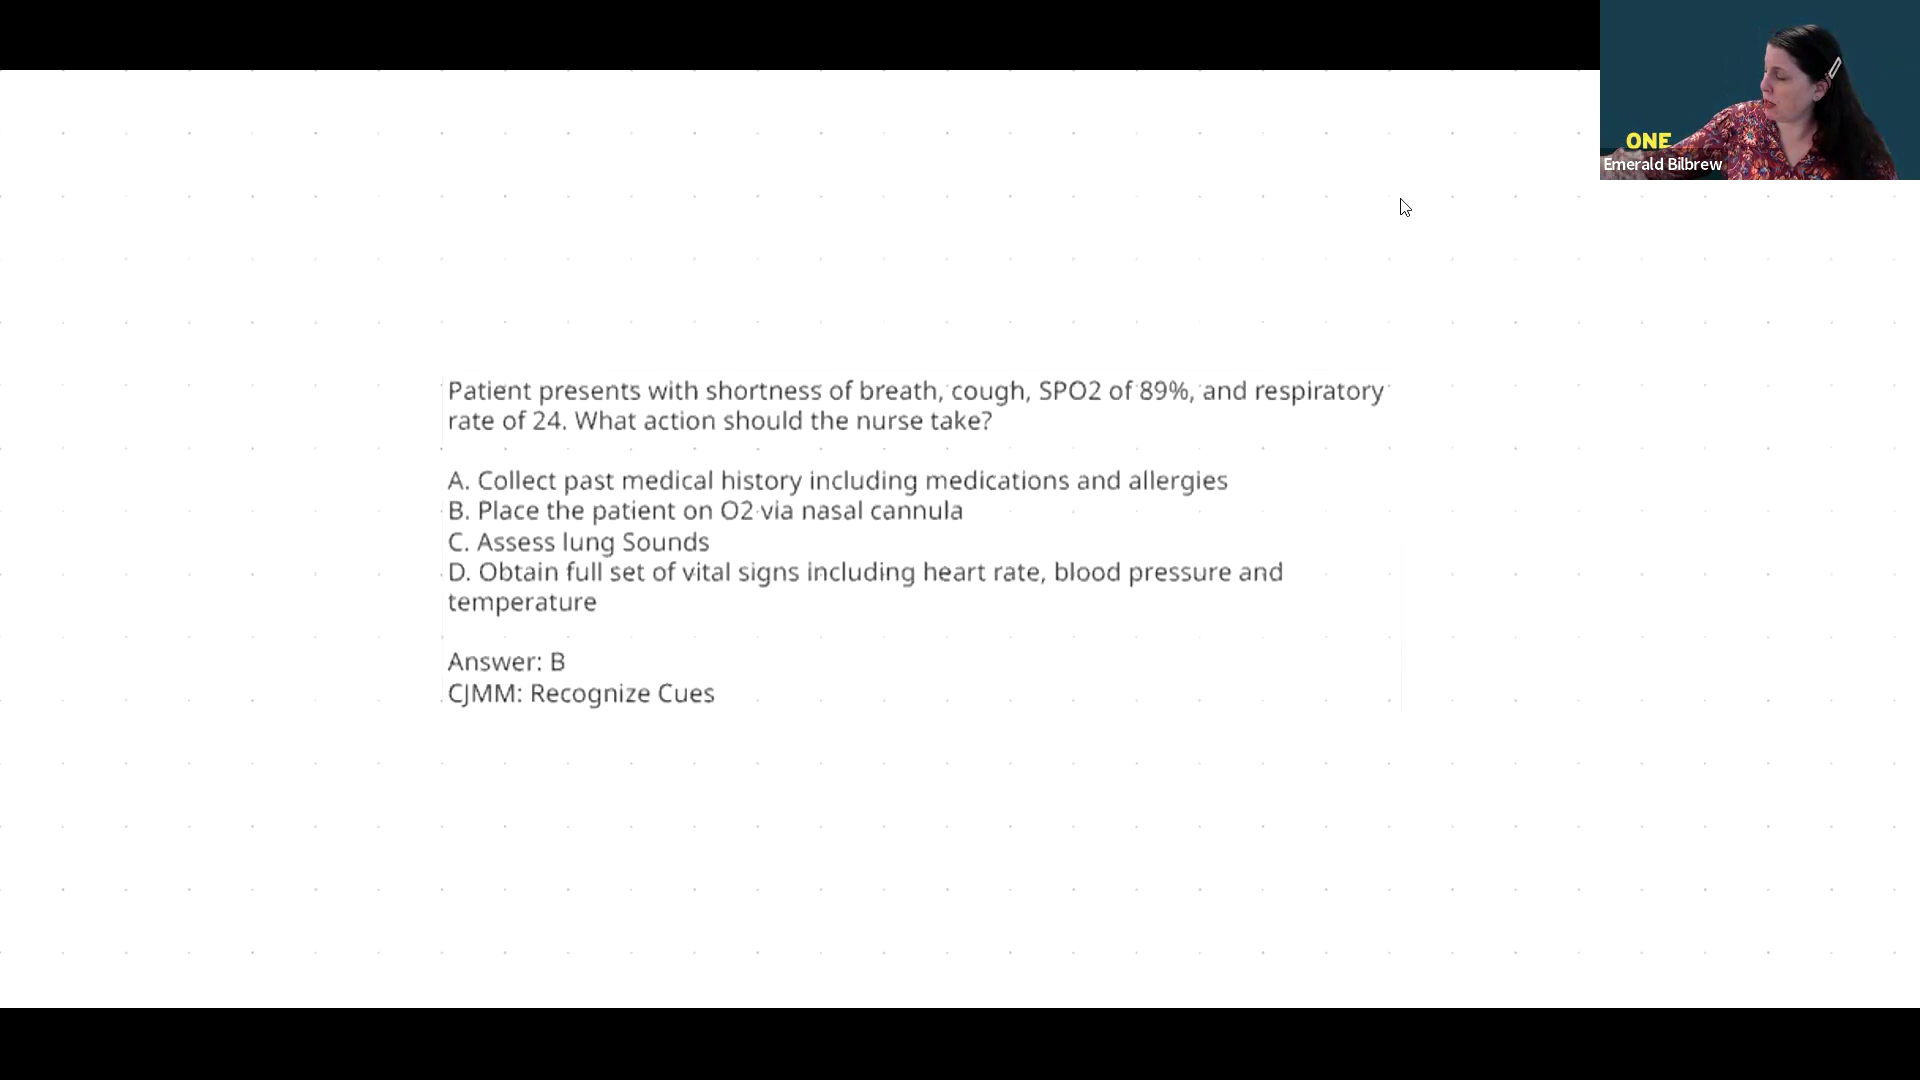 ONE
Emerald Bilbrew
Patient presents with shortness of breath, cough, SPO2 of 89%, and respiratory
rate of 24. What action should the nurse take?
A. Collect past medical history including medications and allergies
B. Place the patient on O2 via nasal cannula
C. Assess lung Sounds
D. Obtain full set of vital signs including heart rate, blood pressure and
temperature
Answer: B
CJMM: Recognize Cues